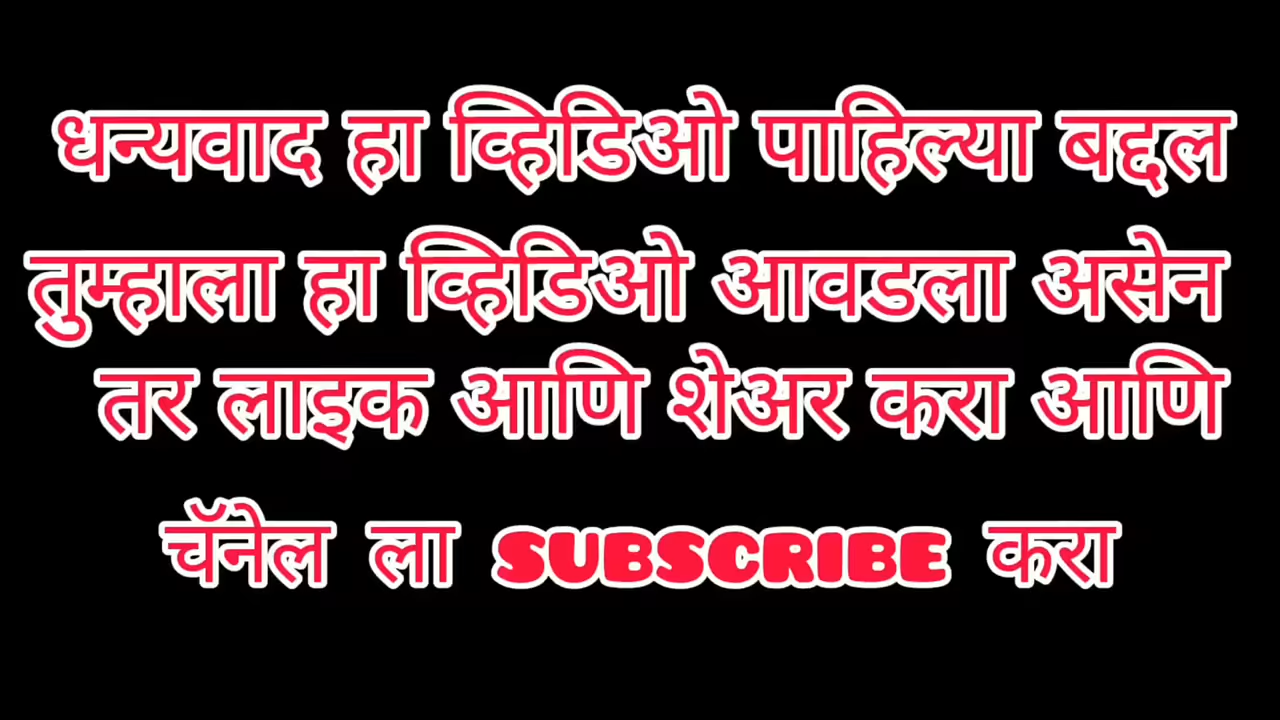 धन्यवाद हा व्हिडिओ पाहिल्या बद्दल
तुम्हाला हा व्हिडिओ आवडला असेन
तर लाइक आणि शेअर करा आणि
चॅनेल ला SUBSCRIBE करा